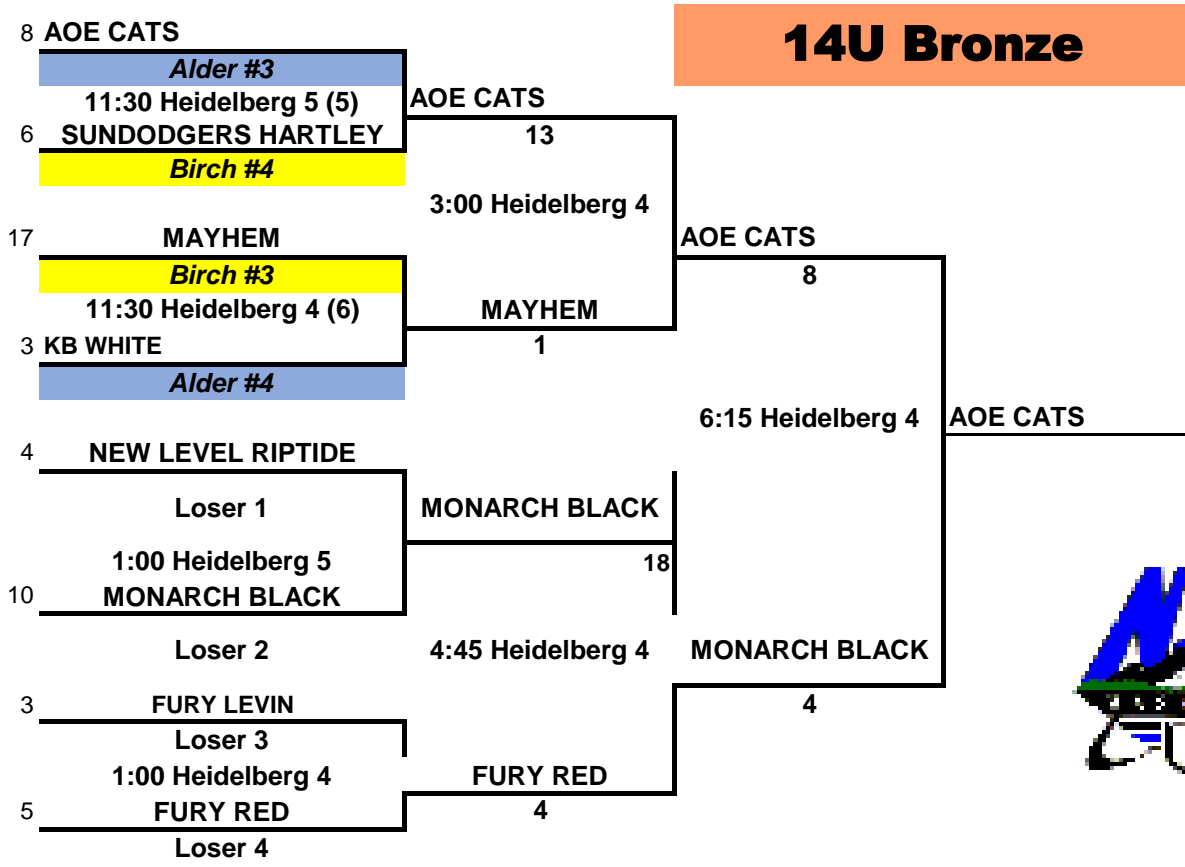 14U Bronze
8 AOE CATS
Alder #3
11:30 Heidelberg 5 (5)
6 SUNDODGERS HARTLEY
Birch #4
17 MAYHEM
Birch #3
11:30 Heidelberg 4 (6)
3 KB WHITE
Alder #4
4 NEW LEVEL RIPTIDE
Loser 1
1:00 Heidelberg 5
10 MONARCH BLACK
Loser 2
3 FURY LEVIN
Loser 3
1:00 Heidelberg 4
5 FURY RED
Loser 4
AOE CATS
13
3:00 Heidelberg 4
MAYHEM
1
MONARCH BLACK
18
4:45 Heidelberg 4
FURY RED
4
AOE CATS
8
6:15 Heidelberg 4
MONARCH BLACK
4
AOE CATS